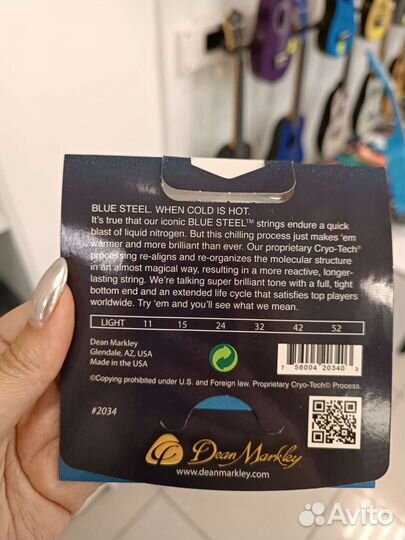 BLUE STEEL. WHEN COLD IS HOT.
It's true that our iconic BLUE STEEL™ strings endure a quick
blast of liquid nitrogen. But this chilling process just makes 'em
warmer and more brilliant than ever. Our proprietary Cryo-Tech®
processing re-aligns and re-organizes the molecular structure
in an almost magical way, resulting in a more reactive, longer-
lasting string. We're talking super brilliant tone with a full, tight
bottom end and an extended life cycle that satisfies top players
worldwide. Try 'em and you'll see what we mean.
LIGHT 11 15 24 32 42 52
Dean Markley
Glendale, AZ, USA
Made in the USA
7 56004 20340 3
©Copying prohibited under U.S. and Foreign law. Proprietary Cryo-Tech© Process.
#2034
Dean Markley
www.deanmarkley.com
Avito